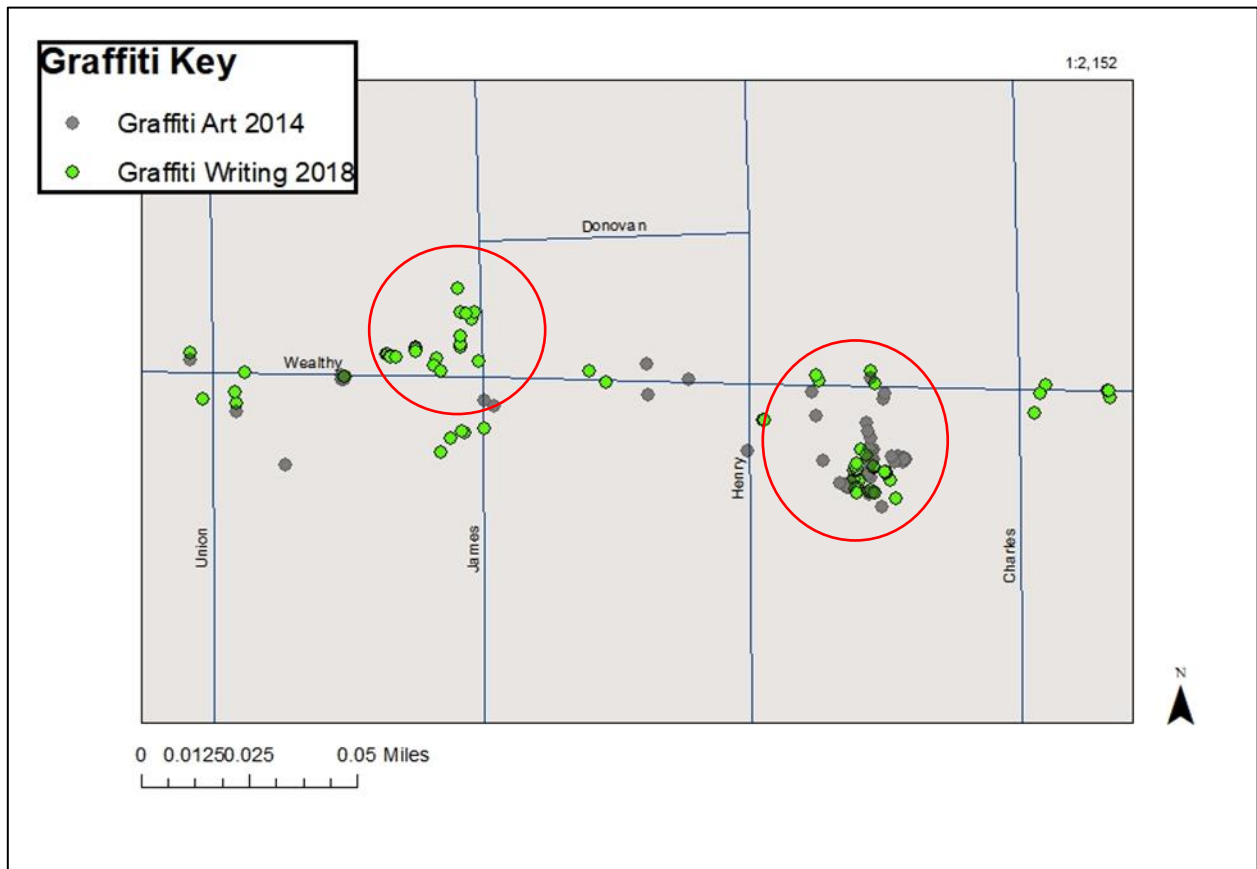 Graffiti Key
Graffiti Art 2014
Graffiti Writing 2018
1:2,152
Donovan
Wealthy
Union
James
Henry
Charles
N
0 0.01250.025 0.05 Miles